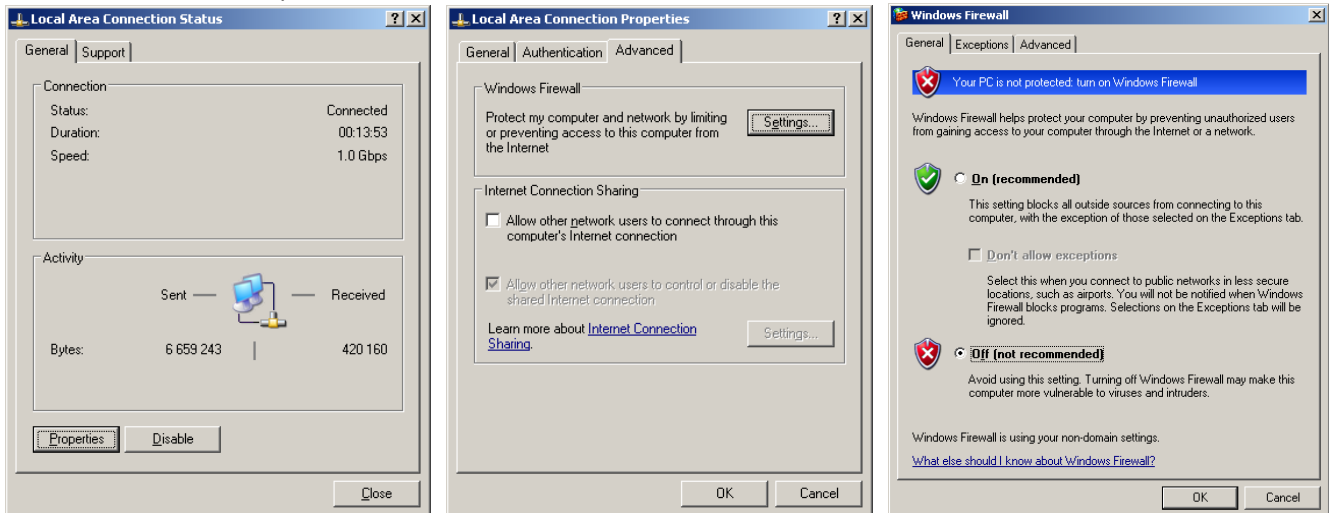 Local Area Connection Status
General Support
Connection
Status: Connected
Duration: 00:13:53
Speed: 1.0 Gbps
Activity
Sent — — Received
Bytes: 6 659 243 | 420 160
Properties Disable
Close
Local Area Connection Properties
General Authentication Advanced
Windows Firewall
Protect my computer and network by limiting
or preventing access to this computer from
the Internet
Settings...
Internet Connection Sharing
Allow other network users to connect through this
computer's Internet connection
Allow other network users to control or disable the
shared Internet connection
Learn more about Internet Connection
Sharing.
Settings...
OK Cancel
Windows Firewall
General Exceptions Advanced
Your PC is not protected: turn on Windows Firewall
Windows Firewall helps protect your computer by preventing unauthorized users
from gaining access to your computer through the Internet or a network.
On (recommended)
This setting blocks all outside sources from connecting to this
computer, with the exception of those selected on the Exceptions tab.
Don't allow exceptions
Select this when you connect to public networks in less secure
locations, such as airports. You will not be notified when Windows
Firewall blocks programs. Selections on the Exceptions tab will be
ignored.
Off (not recommended)
Avoid using this setting. Turning off Windows Firewall may make this
computer more vulnerable to viruses and intruders.
Windows Firewall is using your non-domain settings.
What else should I know about Windows Firewall?
OK Cancel